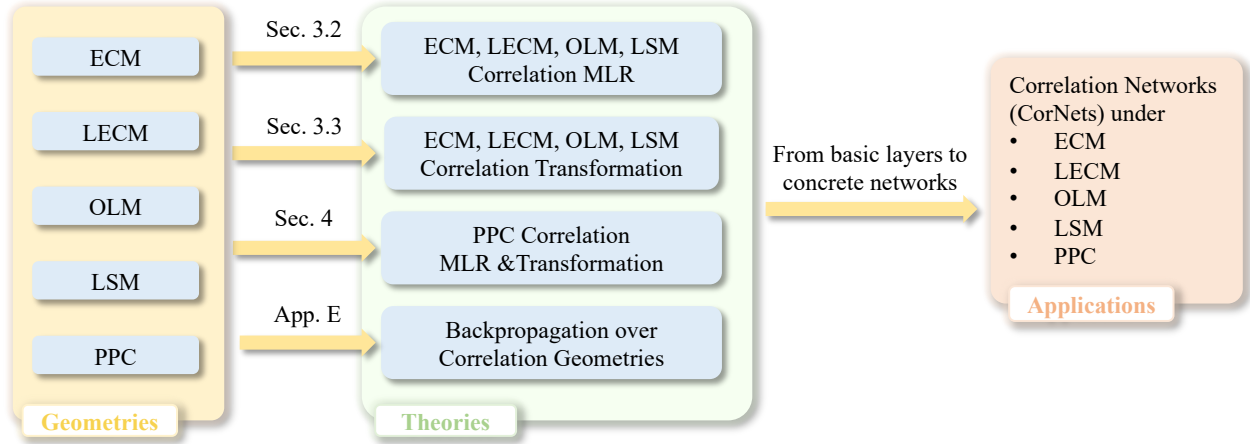 ECM
LECM
OLM
LSM
PPC
Geometries
Sec. 3.2
Sec. 3.3
Sec. 4
App. E
ECM, LECM, OLM, LSM
Correlation MLR
ECM, LECM, OLM, LSM
Correlation Transformation
PPC Correlation
MLR &Transformation
Backpropagation over
Correlation Geometries
Theories
From basic layers to
concrete networks
Correlation Networks
(CorNets) under
• ECM
• LECM
• OLM
• LSM
• PPC
Applications